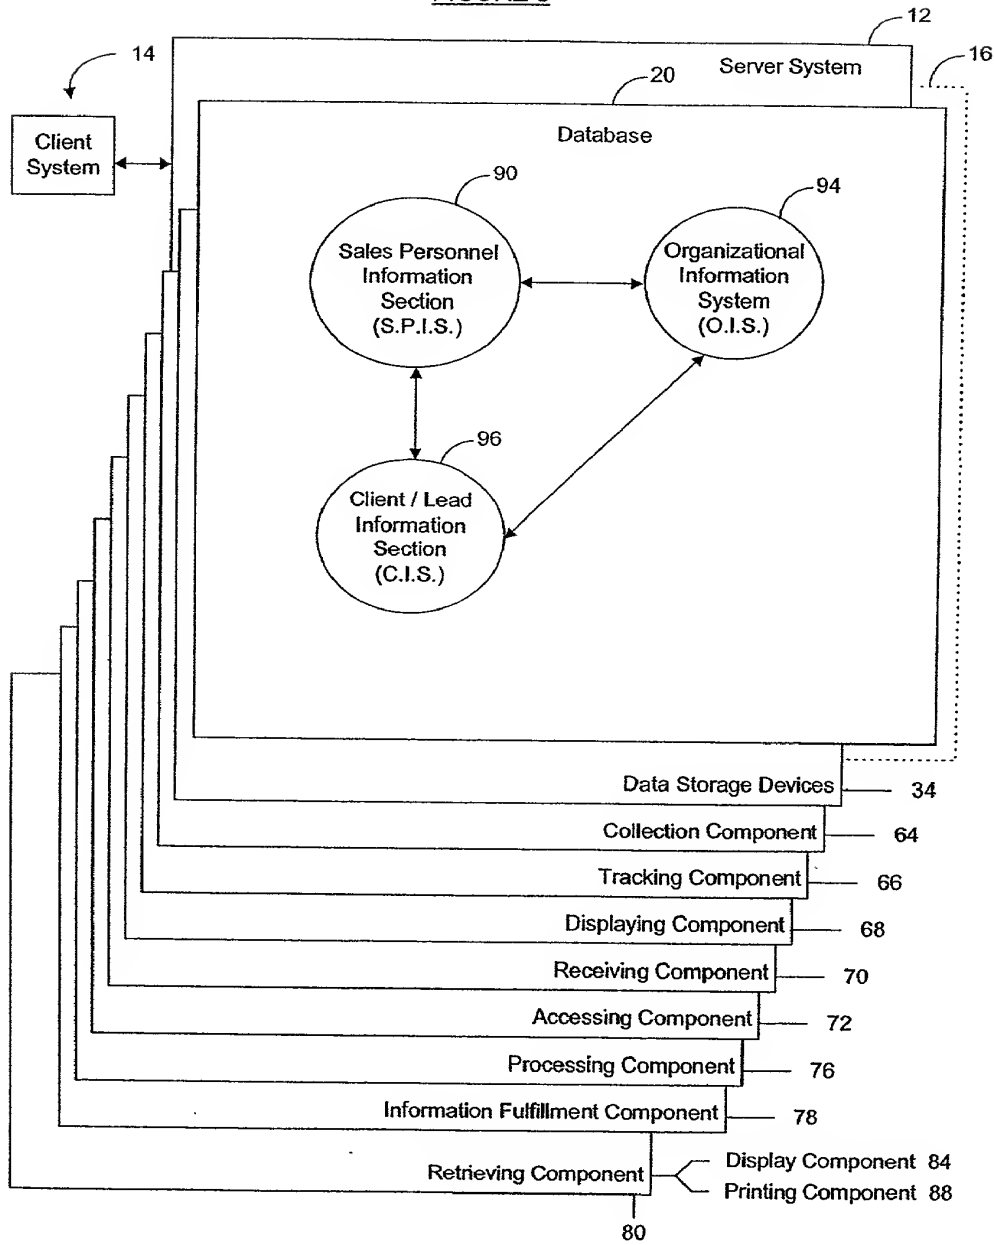 12
14
16
Server System
20
Client
System
Database
90
94
Sales Personnel
Information
Section
(S.P.I.S.)
Organizational
Information
System
(O.I.S.)
96
Client / Lead
Information
Section
(C.I.S.)
Data Storage Devices
34
Collection Component
64
Tracking Component
66
Displaying Component
68
Receiving Component
70
Accessing Component
72
Processing Component
76
Information Fulfillment Component
78
Retrieving Component
Display Component 84
Printing Component 88
80